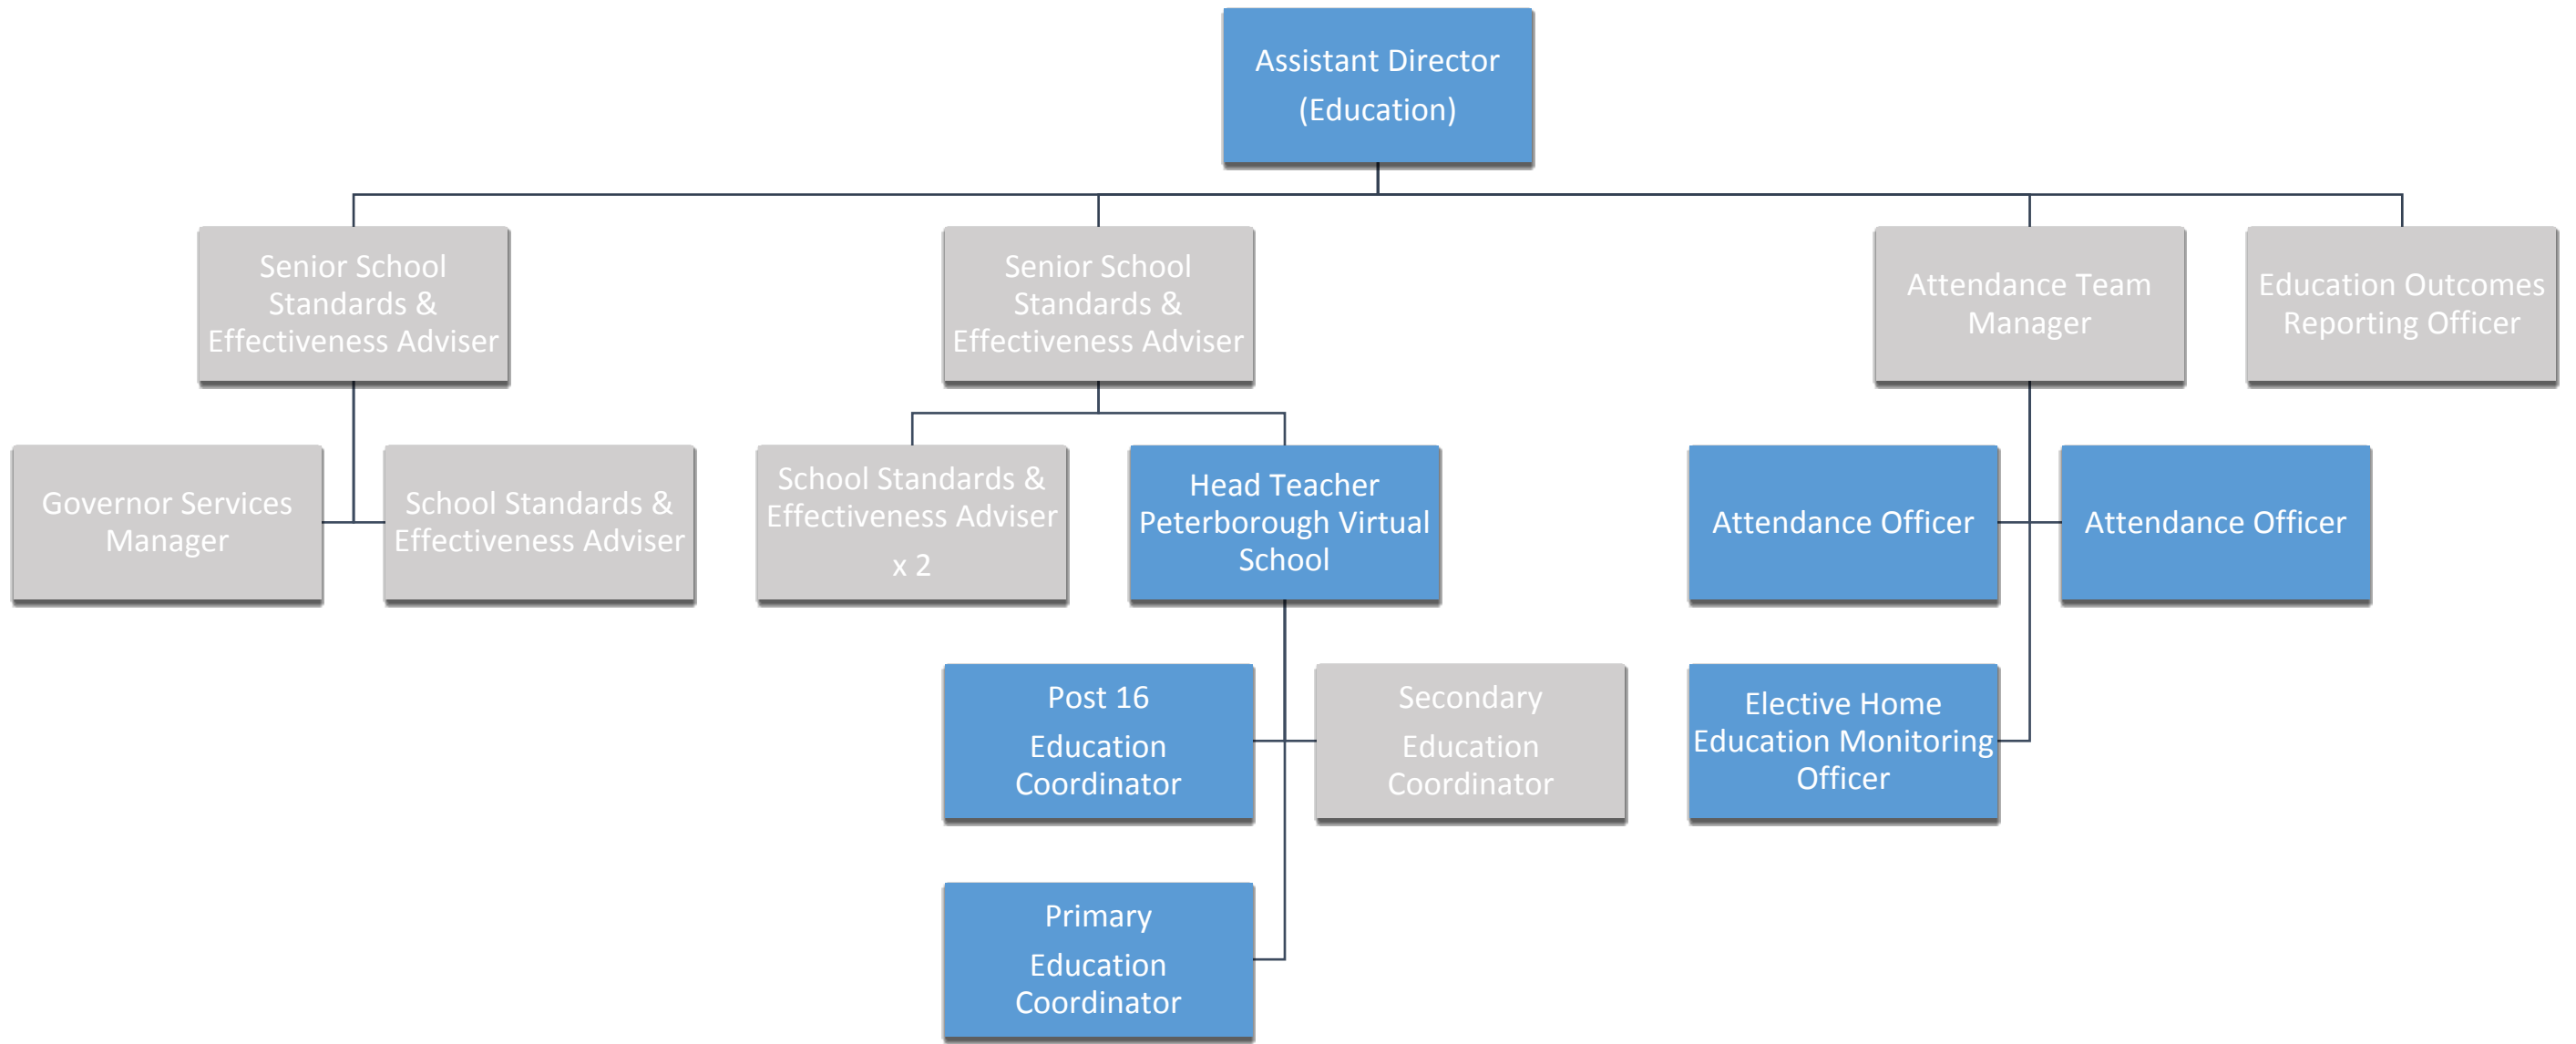 Assistant Director
(Education)
Senior School
Standards &
Effectiveness Adviser
Senior School
Standards &
Effectiveness Adviser
Attendance Team
Manager
Education Outcomes
Reporting Officer
Governor Services
Manager
School Standards &
Effectiveness Adviser
School Standards &
Effectiveness Adviser
x 2
Head Teacher
Peterborough Virtual
School
Attendance Officer
Attendance Officer
Post 16
Education
Coordinator
Secondary
Education
Coordinator
Elective Home
Education Monitoring
Officer
Primary
Education
Coordinator